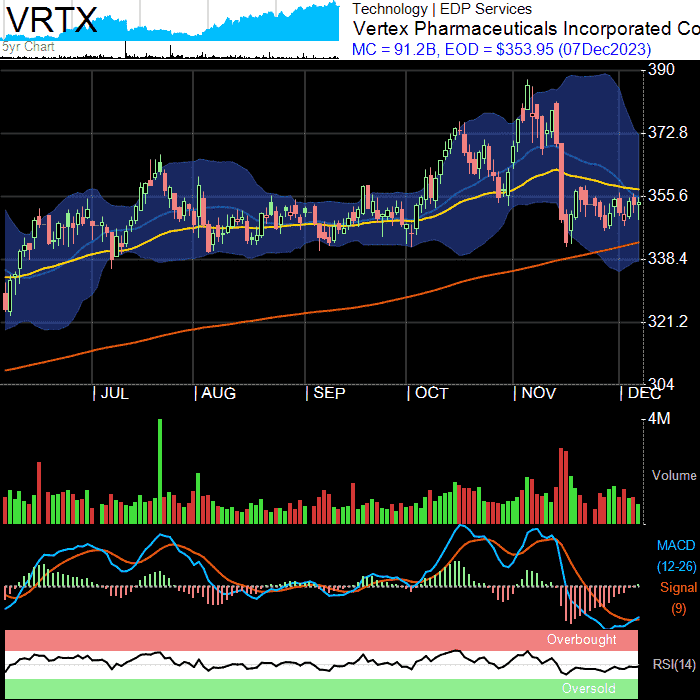 VRTX
5yr Chart
Technology | EDP Services
Vertex Pharmaceuticals Incorporated Co
MC = 91.2B, EOD = $353.95 (07Dec2023)
390
372.8
355.6
338.4
321.2
304
| JUL
| AUG
| SEP
| OCT
| NOV
| DEC
4M
Volume
MACD
(12-26)
Signal
(9)
Overbought
RSI(14)
Oversold